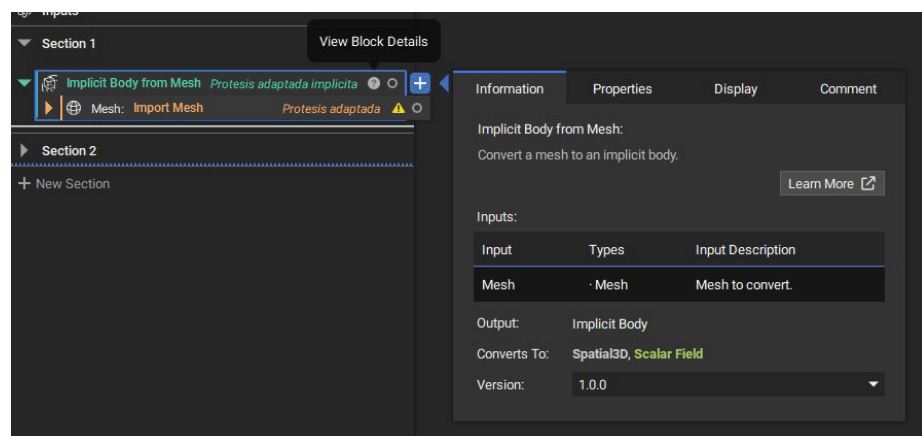 Inputs
Section 1
View Block Details
Implicit Body from Mesh Protesis adaptada implicita ?
Mesh: Import Mesh Protesis adaptada
Section 2
New Section
Information Properties Display Comment
Implicit Body from Mesh:
Convert a mesh to an implicit body.
Learn More
Inputs:
Input Types Input Description
Mesh · Mesh Mesh to convert.
Output: Implicit Body
Converts To: Spatial3D, Scalar Field
Version: 1.0.0